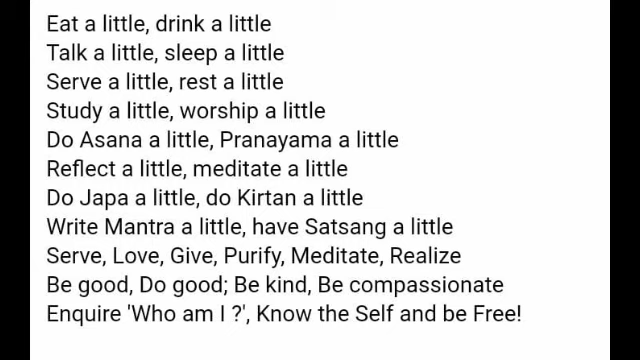 Eat a little, drink a little
Talk a little, sleep a little
Serve a little, rest a little
Study a little, worship a little
Do Asana a little, Pranayama a little
Reflect a little, meditate a little
Do Japa a little, do Kirtan a little
Write Mantra a little, have Satsang a little
Serve, Love, Give, Purify, Meditate, Realize
Be good, Do good; Be kind, Be compassionate
Enquire 'Who am I ?', Know the Self and be Free!